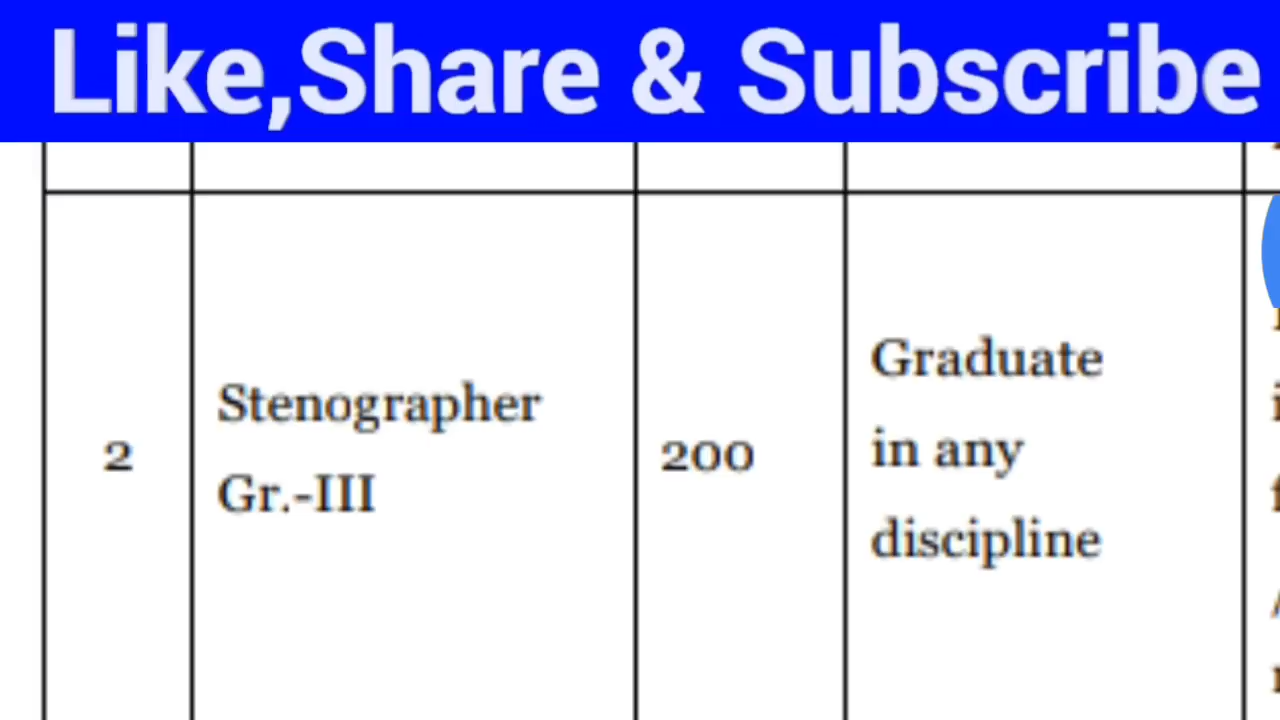 Like,Share & Subscribe
2
Stenographer
Gr.-III
200
Graduate
in any
discipline